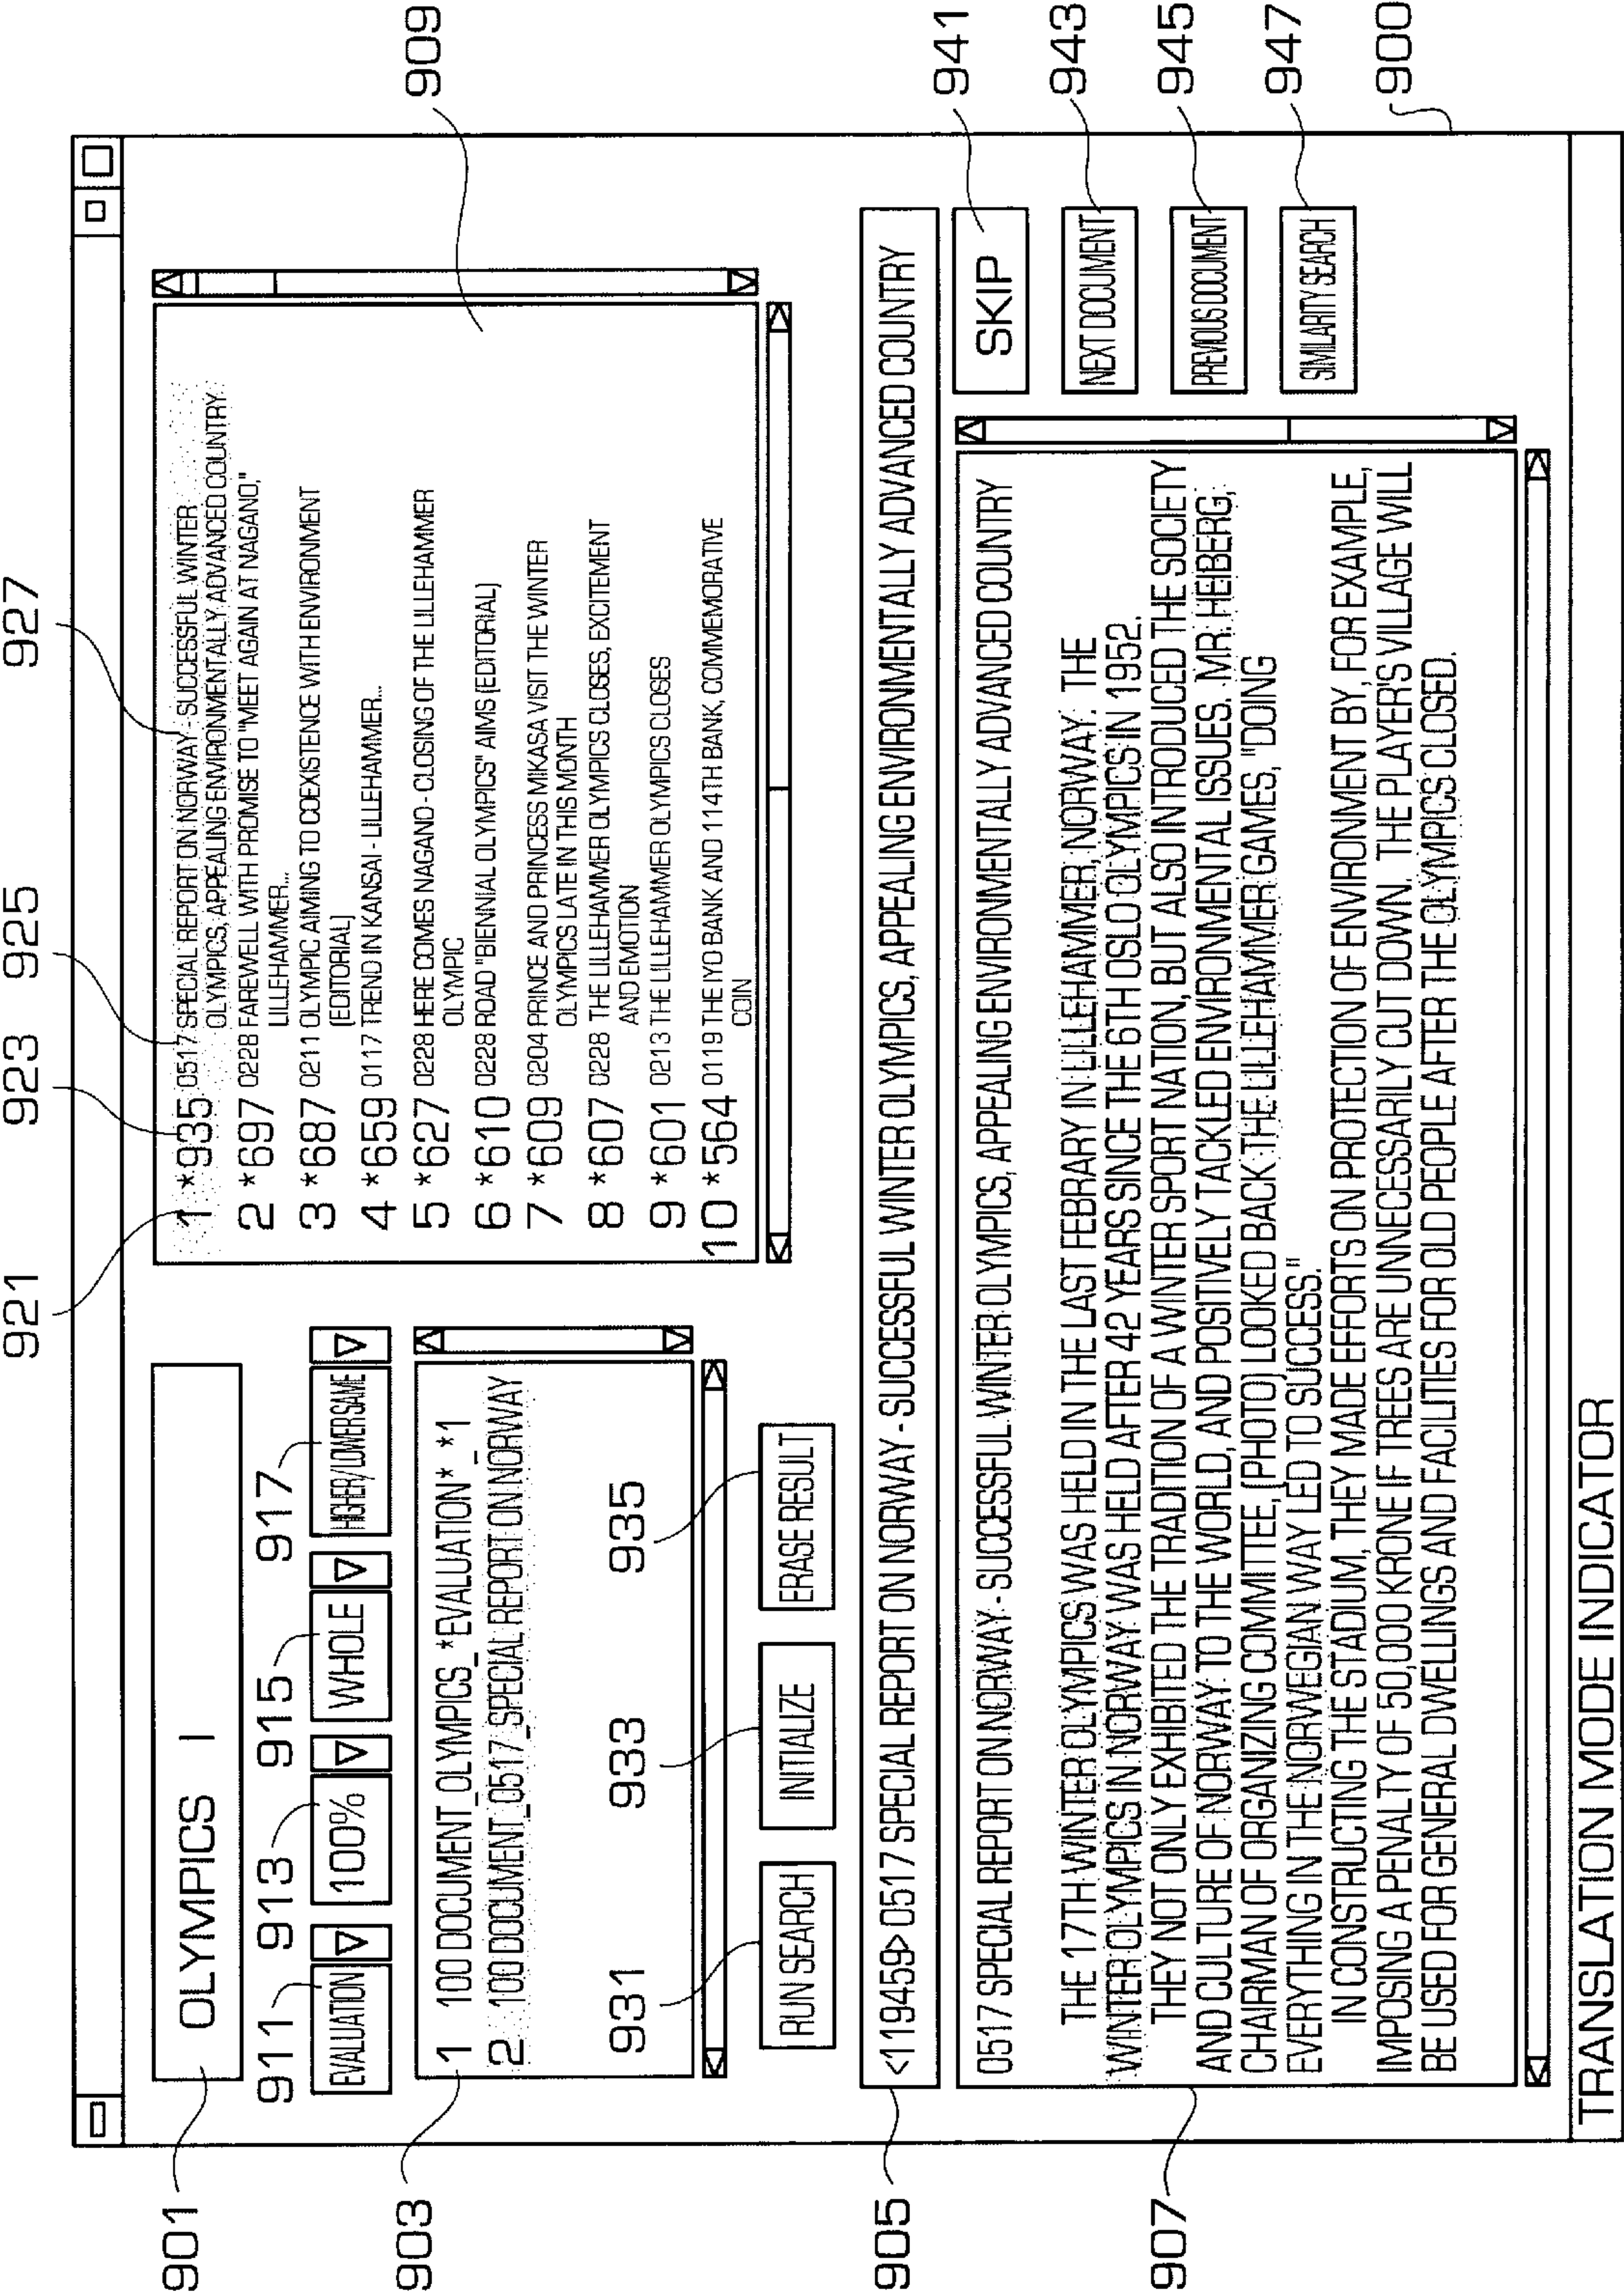 921
923
925
927
901
OLYMPICS |
911
913
915
917
EVALUATION
100%
WHOLE
HIGHER/LOWER SAME
903
1 100 DOCUMENT_OLYMPICS_*EVALUATION*_*1
2 100 DOCUMENT_0517_SPECIAL REPORT ON NORWAY
931
933
935
RUN SEARCH
INITIALIZE
ERASE RESULT
1 *935 0517 SPECIAL REPORT ON NORWAY - SUCCESSFUL WINTER
OLYMPICS, APPEALING ENVIRONMENTALLY ADVANCED COUNTRY
2 *697 0228 FAREWELL WITH PROMISE TO "MEET AGAIN AT NAGANO,"
LILLEHAMMER...
3 *687 0211 OLYMPIC AIMING TO COEXISTENCE WITH ENVIRONMENT
(EDITORIAL)
4 *659 0117 TREND IN KANSAI - LILLEHAMMER...
5 *627 0228 HERE COMES NAGANO - CLOSING OF THE LILLEHAMMER
OLYMPIC
6 *610 0228 ROAD "BIENNIAL OLYMPICS" AIMS (EDITORIAL)
7 *609 0204 PRINCE AND PRINCESS MIKASA VISIT THE WINTER
OLYMPICS LATE IN THIS MONTH
8 *607 0228 THE LILLEHAMMER OLYMPICS CLOSES, EXCITEMENT
AND EMOTION
9 *601 0213 THE LILLEHAMMER OLYMPICS CLOSES
10 *564 0119 THE IYO BANK AND 114TH BANK, COMMEMORATIVE
COIN
909
905
<119459> 0517 SPECIAL REPORT ON NORWAY - SUCCESSFUL WINTER OLYMPICS, APPEALING ENVIRONMENTALLY ADVANCED COUNTRY
907
0517 SPECIAL REPORT ON NORWAY - SUCCESSFUL WINTER OLYMPICS, APPEALING ENVIRONMENTALLY ADVANCED COUNTRY
THE 17TH WINTER OLYMPICS WAS HELD IN THE LAST FEBRARY IN LILLEHAMMER, NORWAY. THE
WINTER OLYMPICS IN NORWAY WAS HELD AFTER 42 YEARS SINCE THE 6TH OSLO OLYMPICS IN 1952.
THEY NOT ONLY EXHIBITED THE TRADITION OF A WINTER SPORT NATION, BUT ALSO INTRODUCED THE SOCIETY
AND CULTURE OF NORWAY TO THE WORLD, AND POSITIVELY TACKLED ENVIRONMENTAL ISSUES. MR. HEIBERG,
CHAIRMAN OF ORGANIZING COMMITTEE, (PHOTO) LOOKED BACK THE LILLEHAMMER GAMES, "DOING
EVERYTHING IN THE NORWEGIAN WAY LED TO SUCCESS."
IN CONSTRUCTING THE STADIUM, THEY MADE EFFORTS ON PROTECTION OF ENVIRONMENT BY, FOR EXAMPLE,
IMPOSING A PENALTY OF 50,000 KRONE IF TREES ARE UNNECESSARILY CUT DOWN. THE PLAYER'S VILLAGE WILL
BE USED FOR GENERAL DWELLINGS AND FACILITIES FOR OLD PEOPLE AFTER THE OLYMPICS CLOSED.
SKIP
941
NEXT DOCUMENT
943
PREVIOUS DOCUMENT
945
SIMILARITY SEARCH
947
900
TRANSLATION MODE INDICATOR